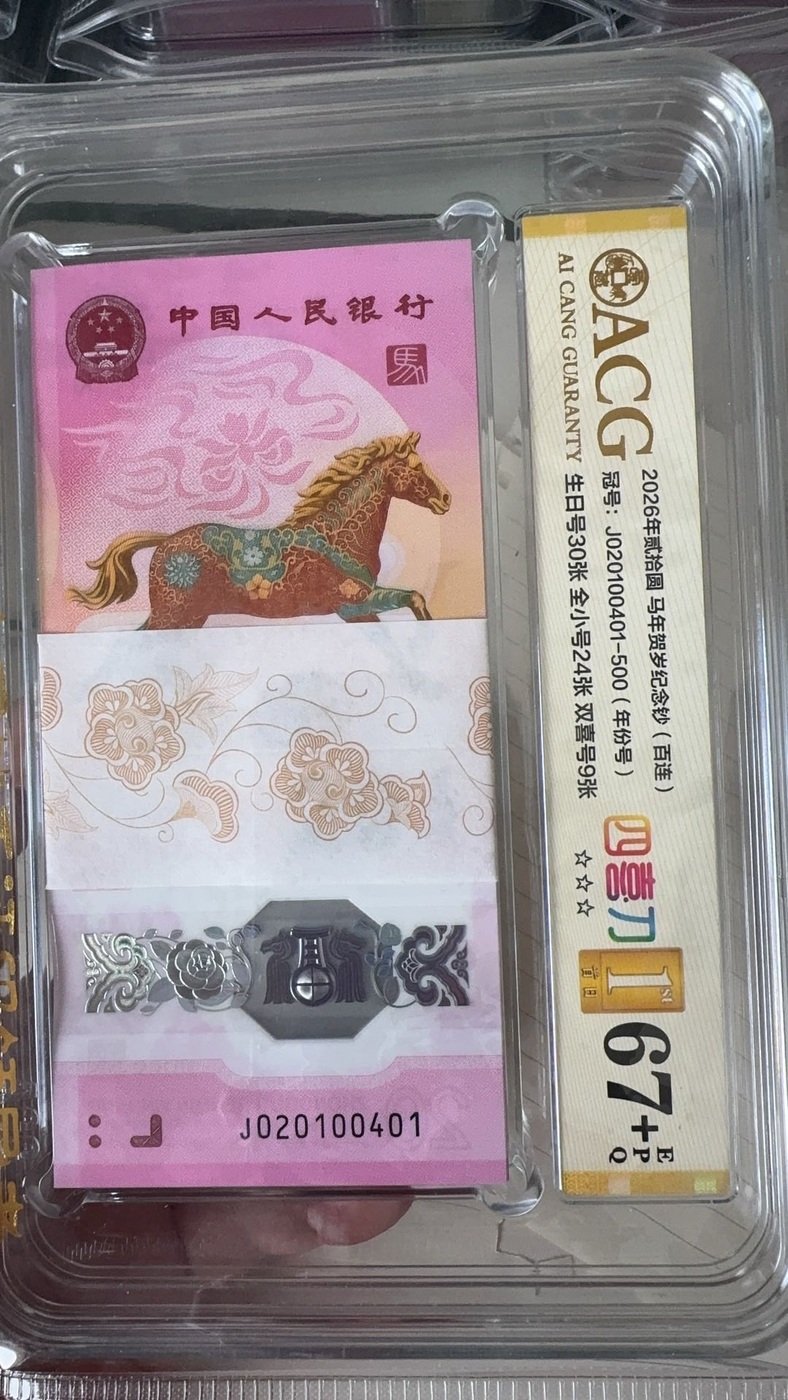 中国人民银行
馬
J020100401
ACG
AI CANG GUARANTY
2026年贰拾圆 马年贺岁纪念钞（百连）
冠号：J020100401-500（年份号）
生日号30张 全小号24张 双喜号9张
四喜刀
☆☆☆
1ST
首日
67+
EPQ